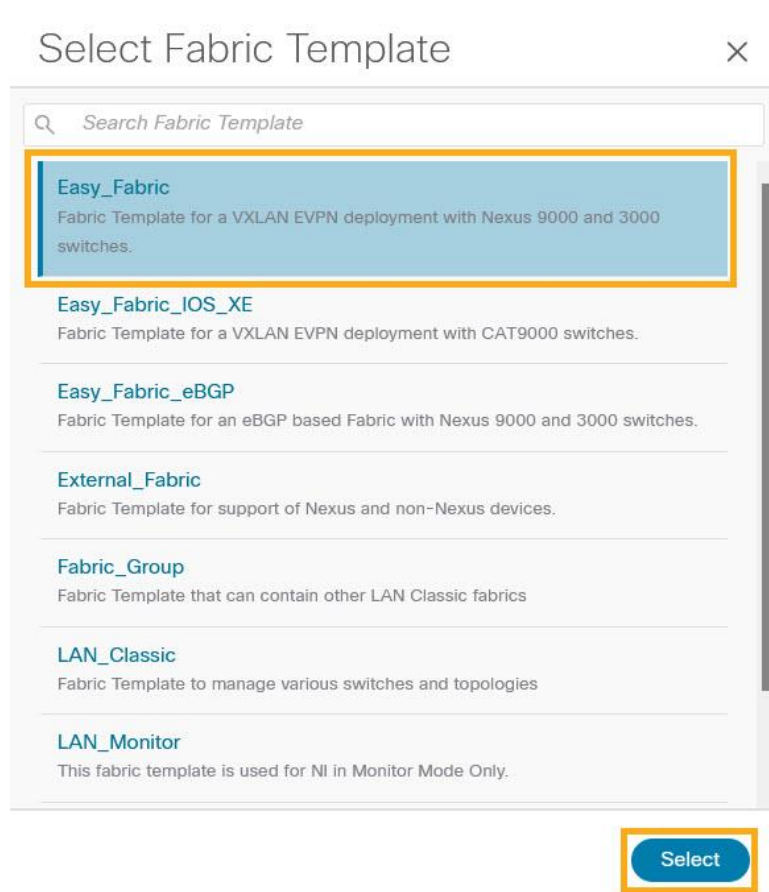 Select Fabric Template
Search Fabric Template
Easy_Fabric
Fabric Template for a VXLAN EVPN deployment with Nexus 9000 and 3000
switches.
Easy_Fabric_IOS_XE
Fabric Template for a VXLAN EVPN deployment with CAT9000 switches.
Easy_Fabric_eBGP
Fabric Template for an eBGP based Fabric with Nexus 9000 and 3000 switches.
External_Fabric
Fabric Template for support of Nexus and non-Nexus devices.
Fabric_Group
Fabric Template that can contain other LAN Classic fabrics
LAN_Classic
Fabric Template to manage various switches and topologies
LAN_Monitor
This fabric template is used for NI in Monitor Mode Only.
Select